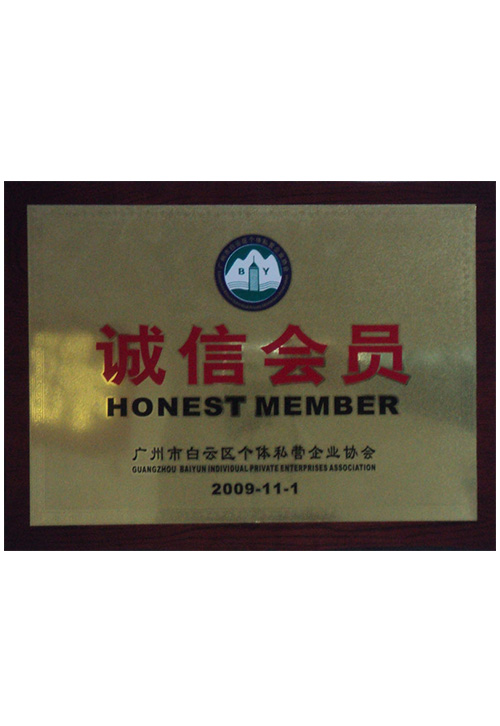 B Y
诚信会员
HONEST MEMBER
广州市白云区个体私营企业协会
GUANGZHOU BAIYUN INDIVIDUAL PRIVATE ENTERPRISES ASSOCIATION
2009-11-1